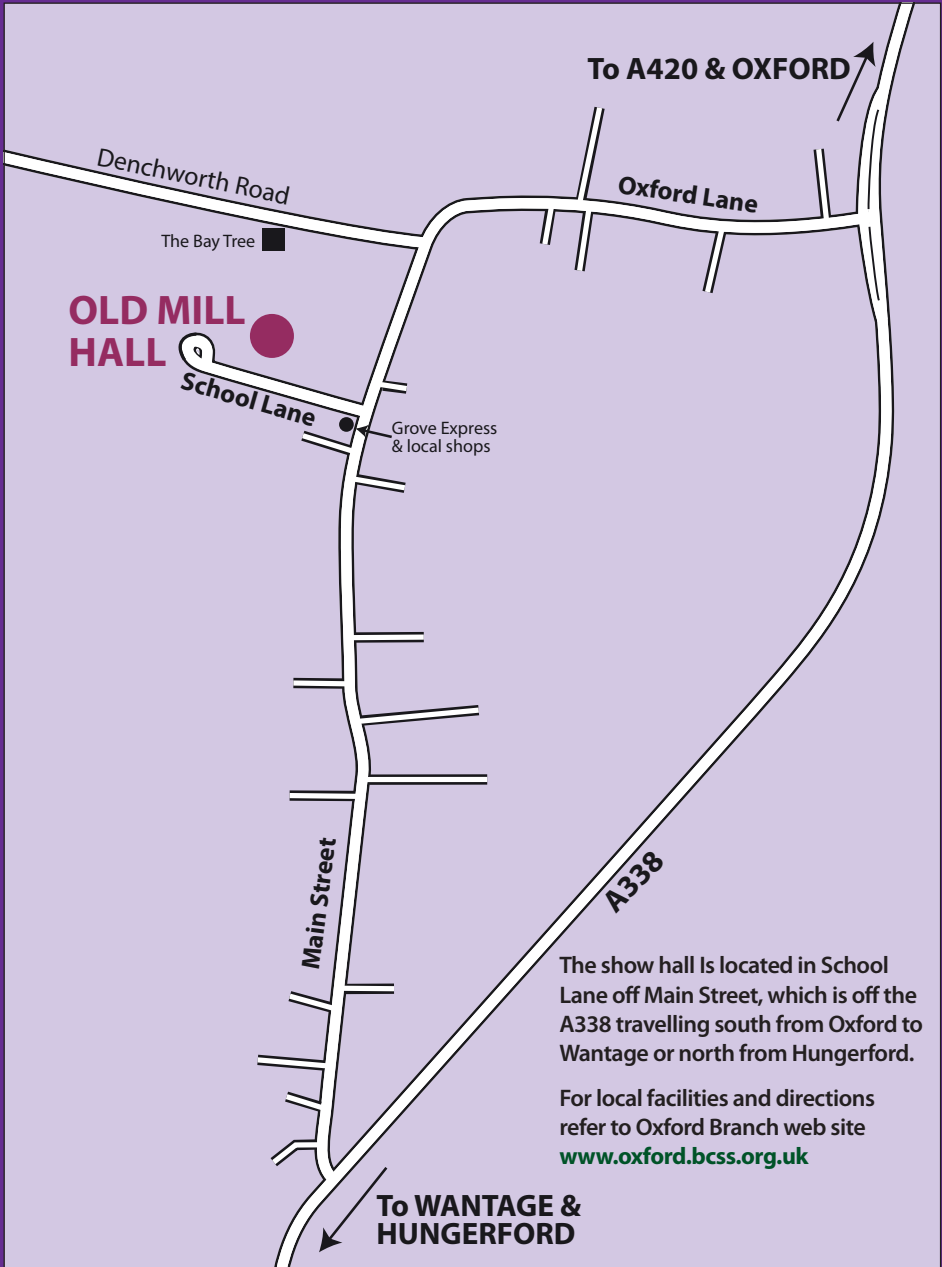 To A420 & OXFORD
Denchworth Road
Oxford Lane
The Bay Tree
OLD MILL
HALL
School Lane
Grove Express
& local shops
Main Street
A338
The show hall Is located in School
Lane off Main Street, which is off the
A338 travelling south from Oxford to
Wantage or north from Hungerford.
For local facilities and directions
refer to Oxford Branch web site
www.oxford.bcss.org.uk
To WANTAGE &
HUNGERFORD